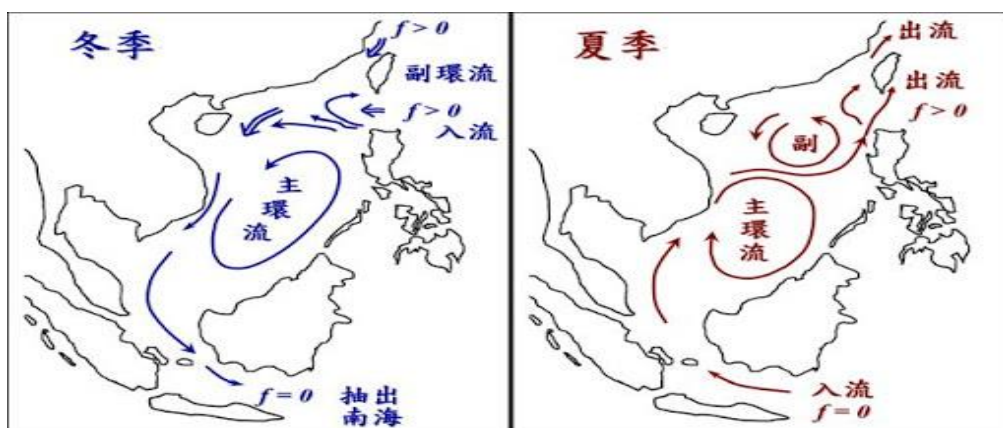 冬季
f > 0
副環流
f > 0
入流
主
環
流
f = 0
抽出
南海
夏季
出流
出流
f > 0
副
主
環
流
入流
f = 0